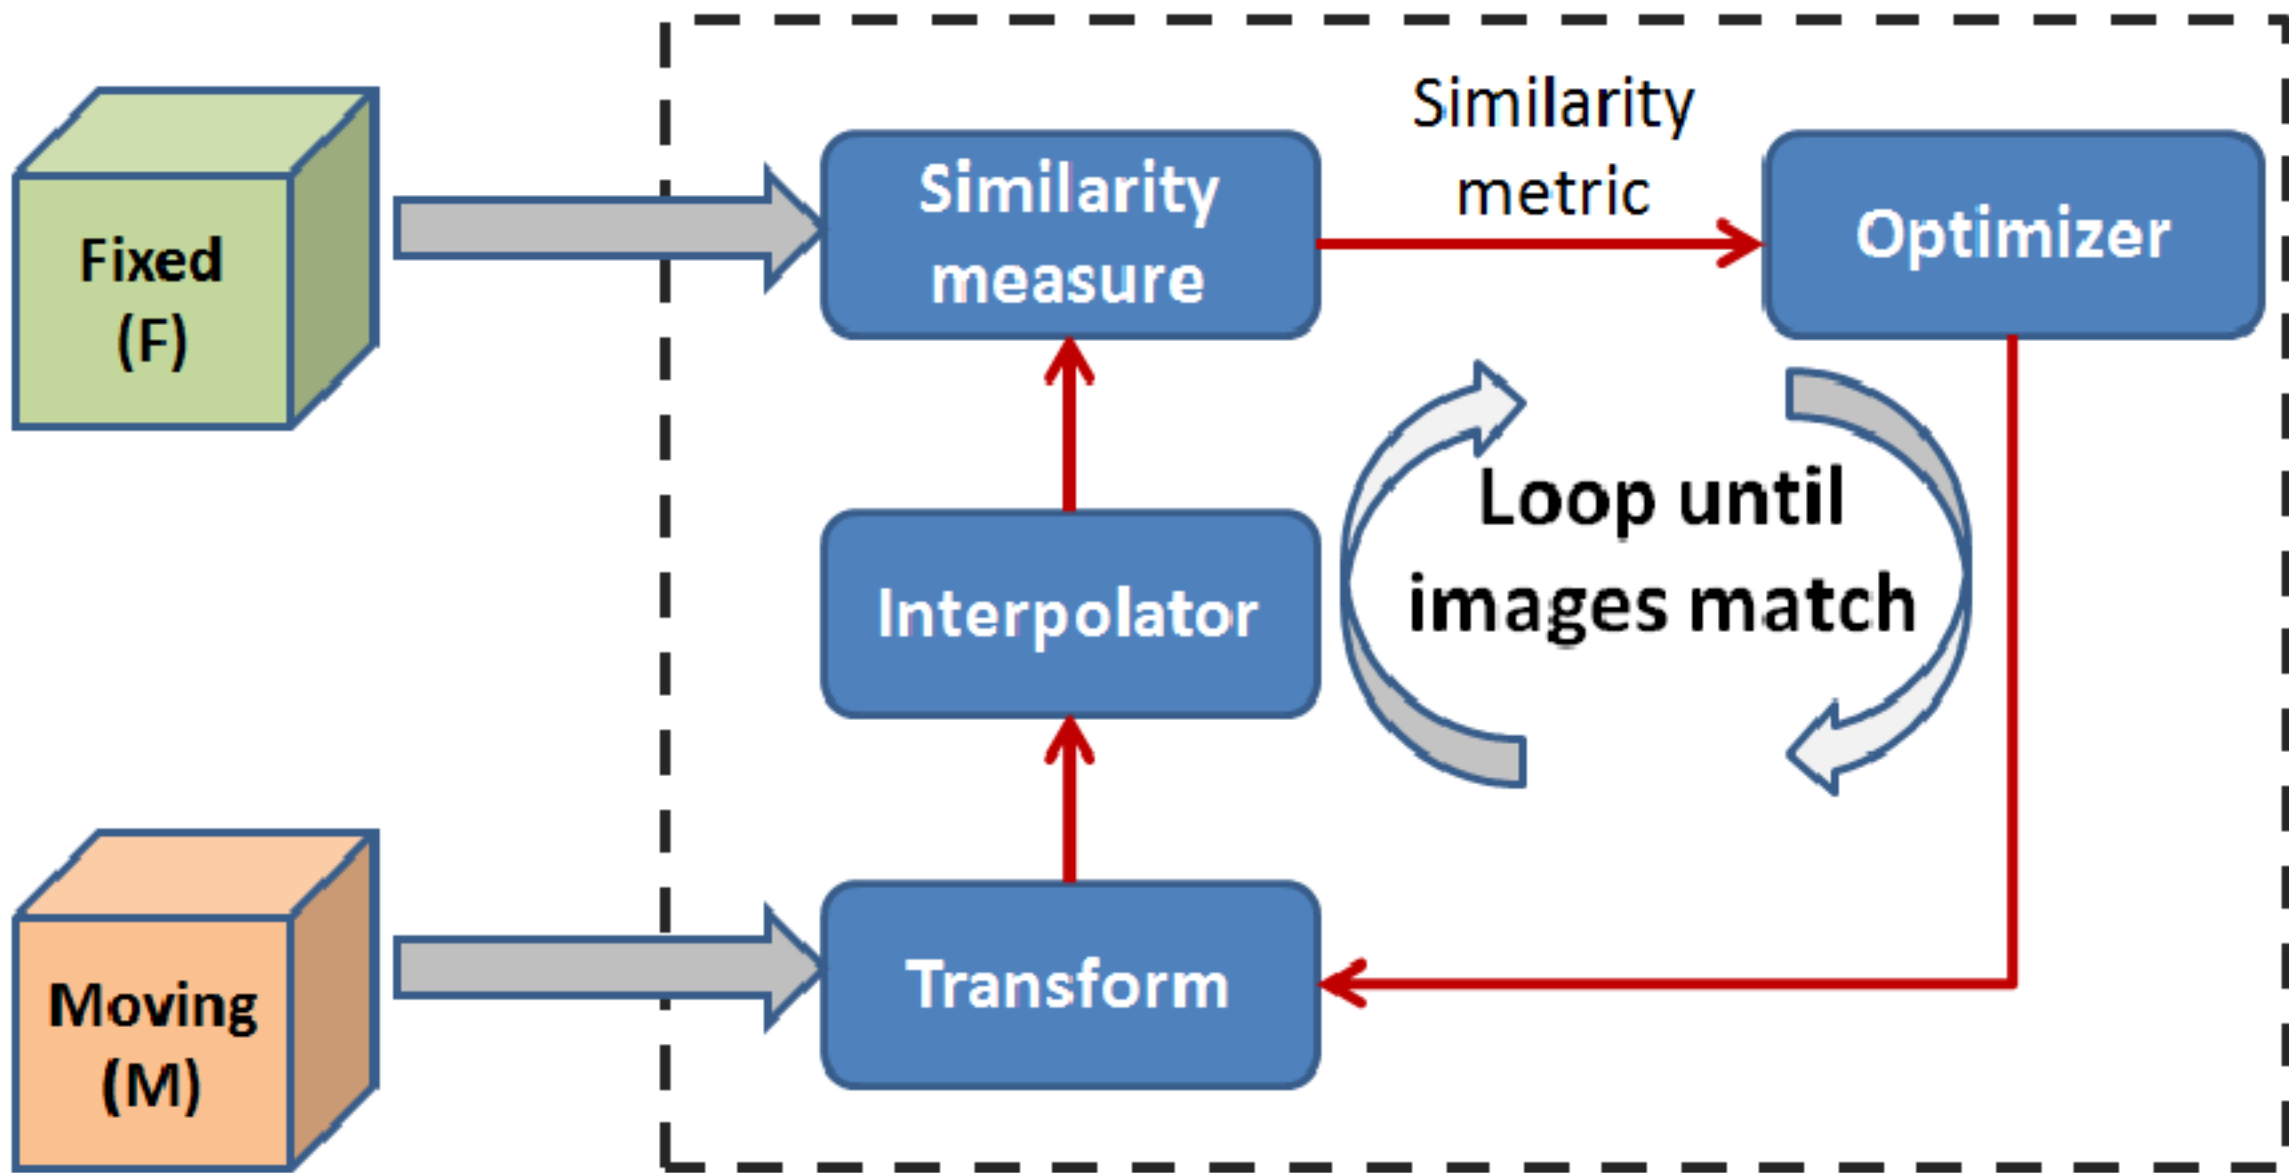 Fixed
(F)
Similarity
measure
Similarity
metric
Optimizer
Interpolator
Loop until
images match
Moving
(M)
Transform